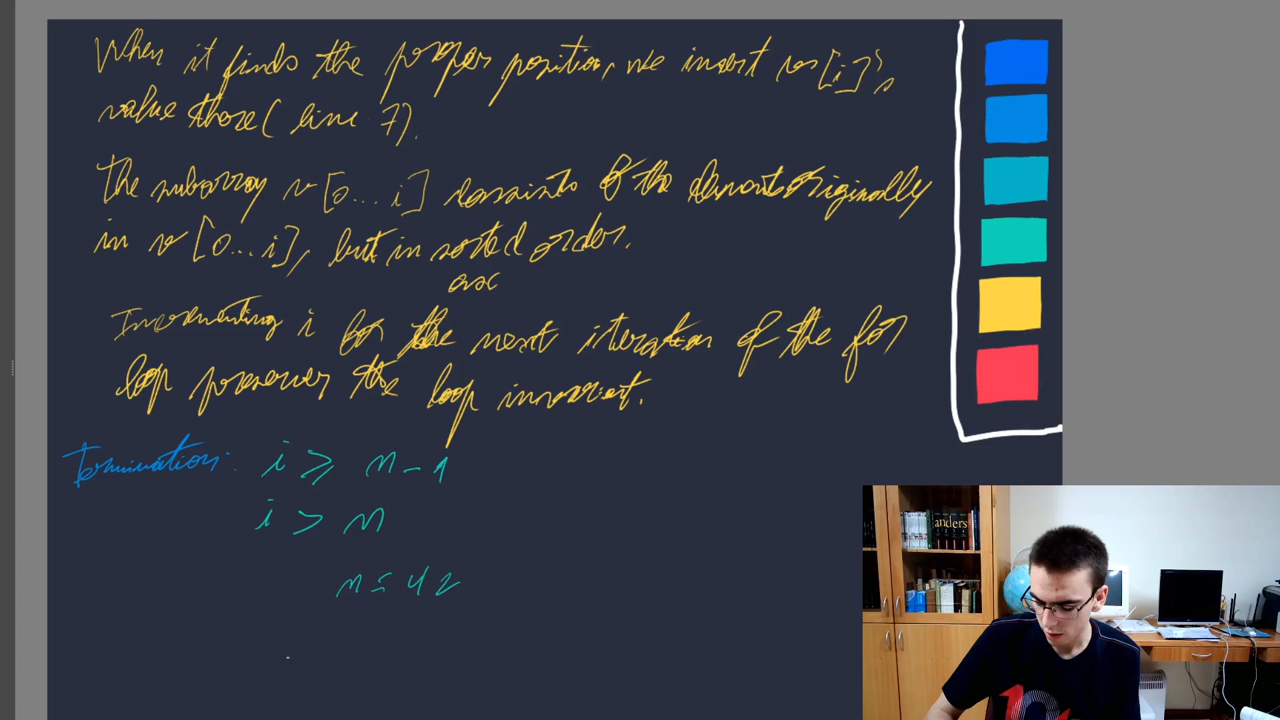 When it finds the proper position, we insert v[i]'s
value there (line 7).
The subarray v[0...i] consists of the elements originally
in v[0...i], but in sorted order.
asc
Incrementing i for the next iteration of the for
loop preserves the loop invariant.
Termination: i ≥ n - 1
i > n
n = 42
anders